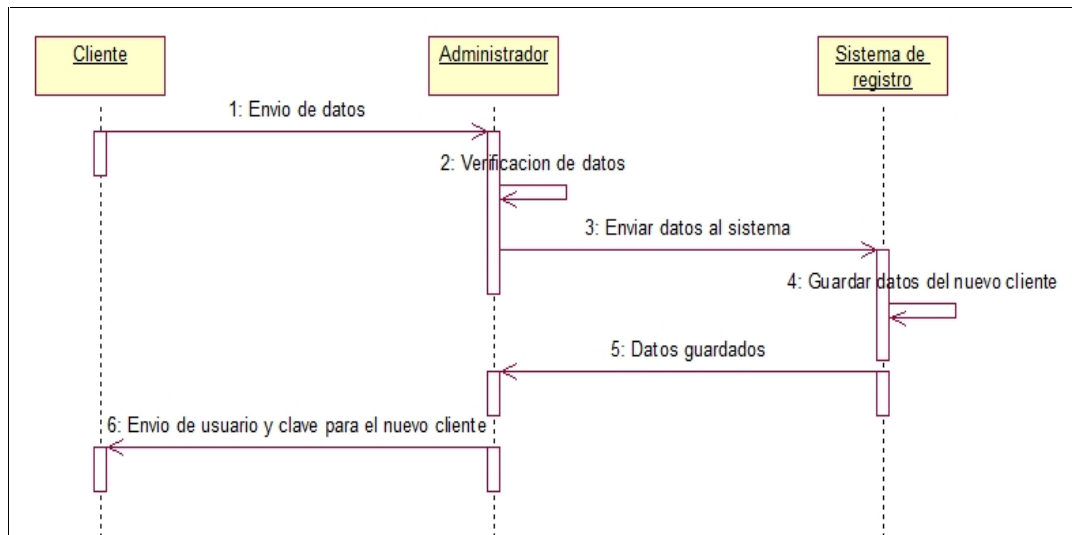 Cliente
Administrador
Sistema de
registro
1: Envio de datos
2: Verificacion de datos
3: Enviar datos al sistema
4: Guardar datos del nuevo cliente
5: Datos guardados
6: Envio de usuario y clave para el nuevo cliente